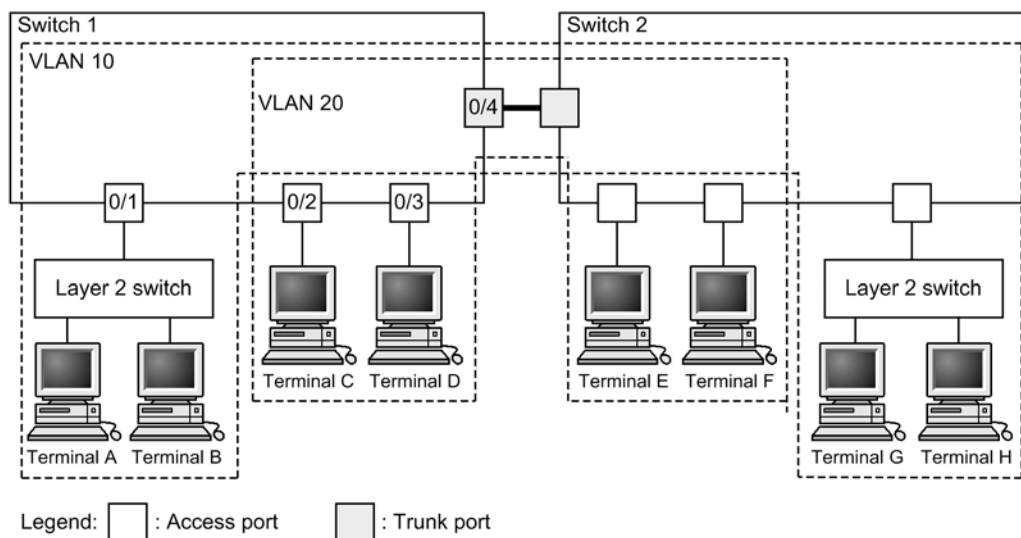 Switch 1
Switch 2
VLAN 10
VLAN 20
0/4
0/1
0/2
0/3
Layer 2 switch
Layer 2 switch
Terminal C
Terminal D
Terminal E
Terminal F
Terminal A
Terminal B
Terminal G
Terminal H
Legend: : Access port : Trunk port